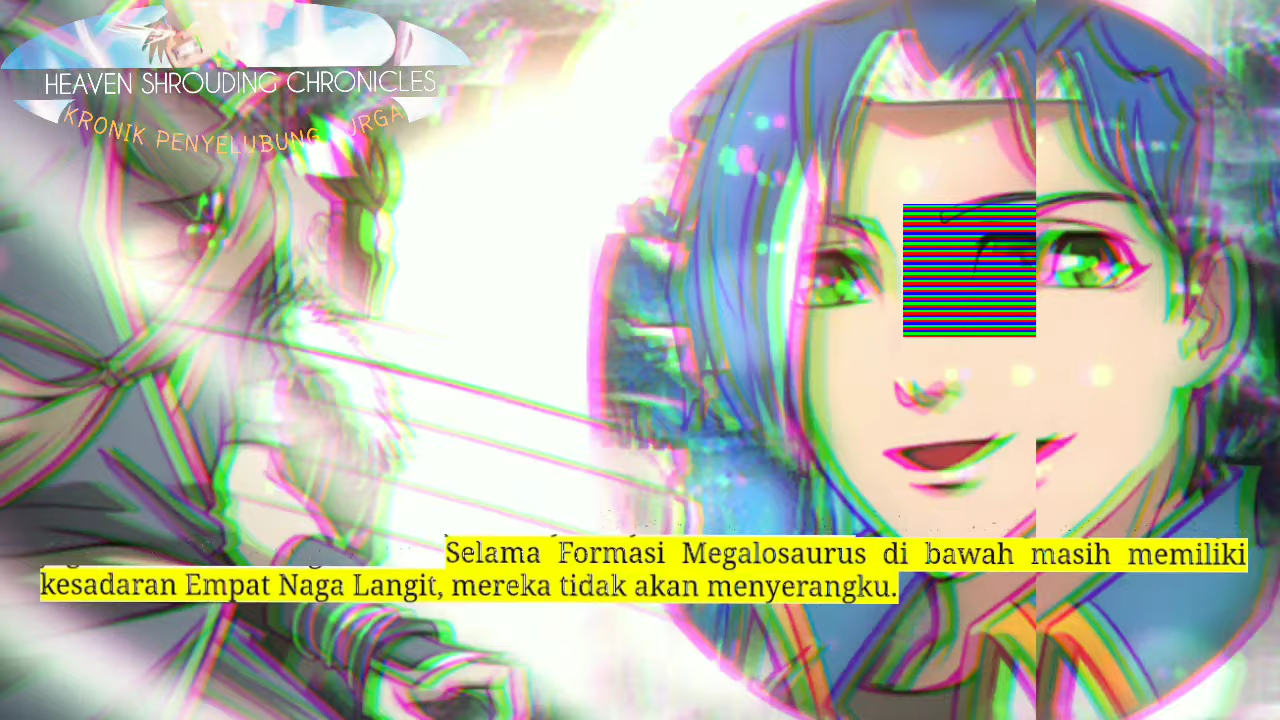 HEAVEN SHROUDING CHRONICLES
KRONIK PENYELUBUNG
Selama Formasi Megalosaurus di bawah masih memiliki
kesadaran Empat Naga Langit, mereka tidak akan menyerangku.